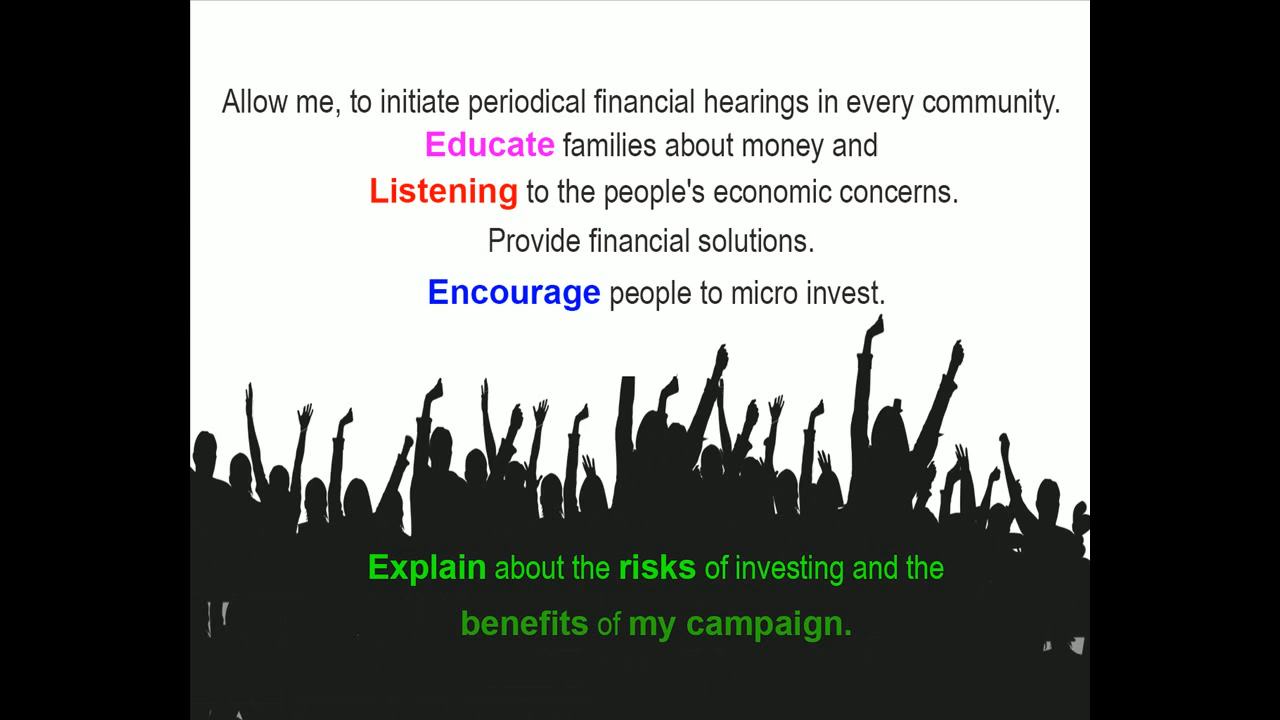 Allow me, to initiate periodical financial hearings in every community.
Educate families about money and
Listening to the people's economic concerns.
Provide financial solutions.
Encourage people to micro invest.
Explain about the risks of investing and the
benefits of my campaign.